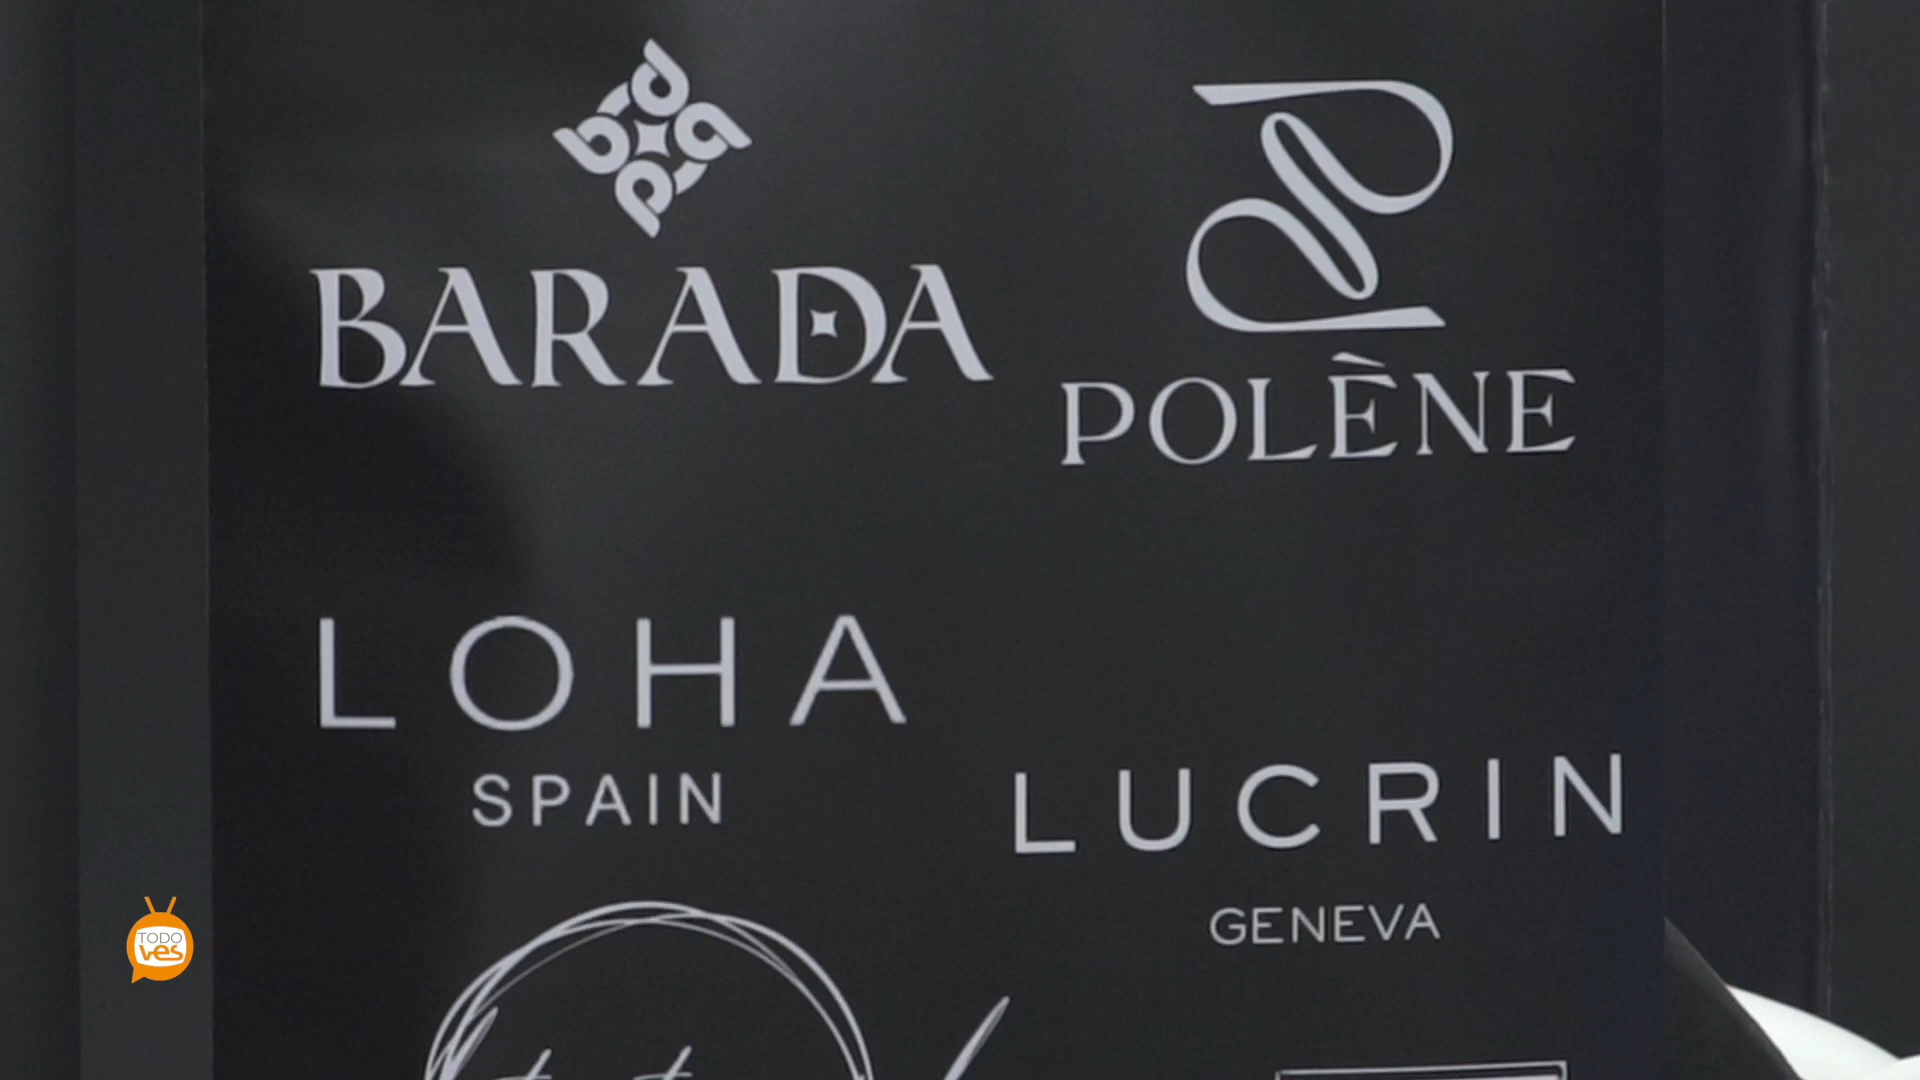 BARADA
POLÈNE
LOHA
SPAIN
LUCRIN
GENEVA
TODO
ves